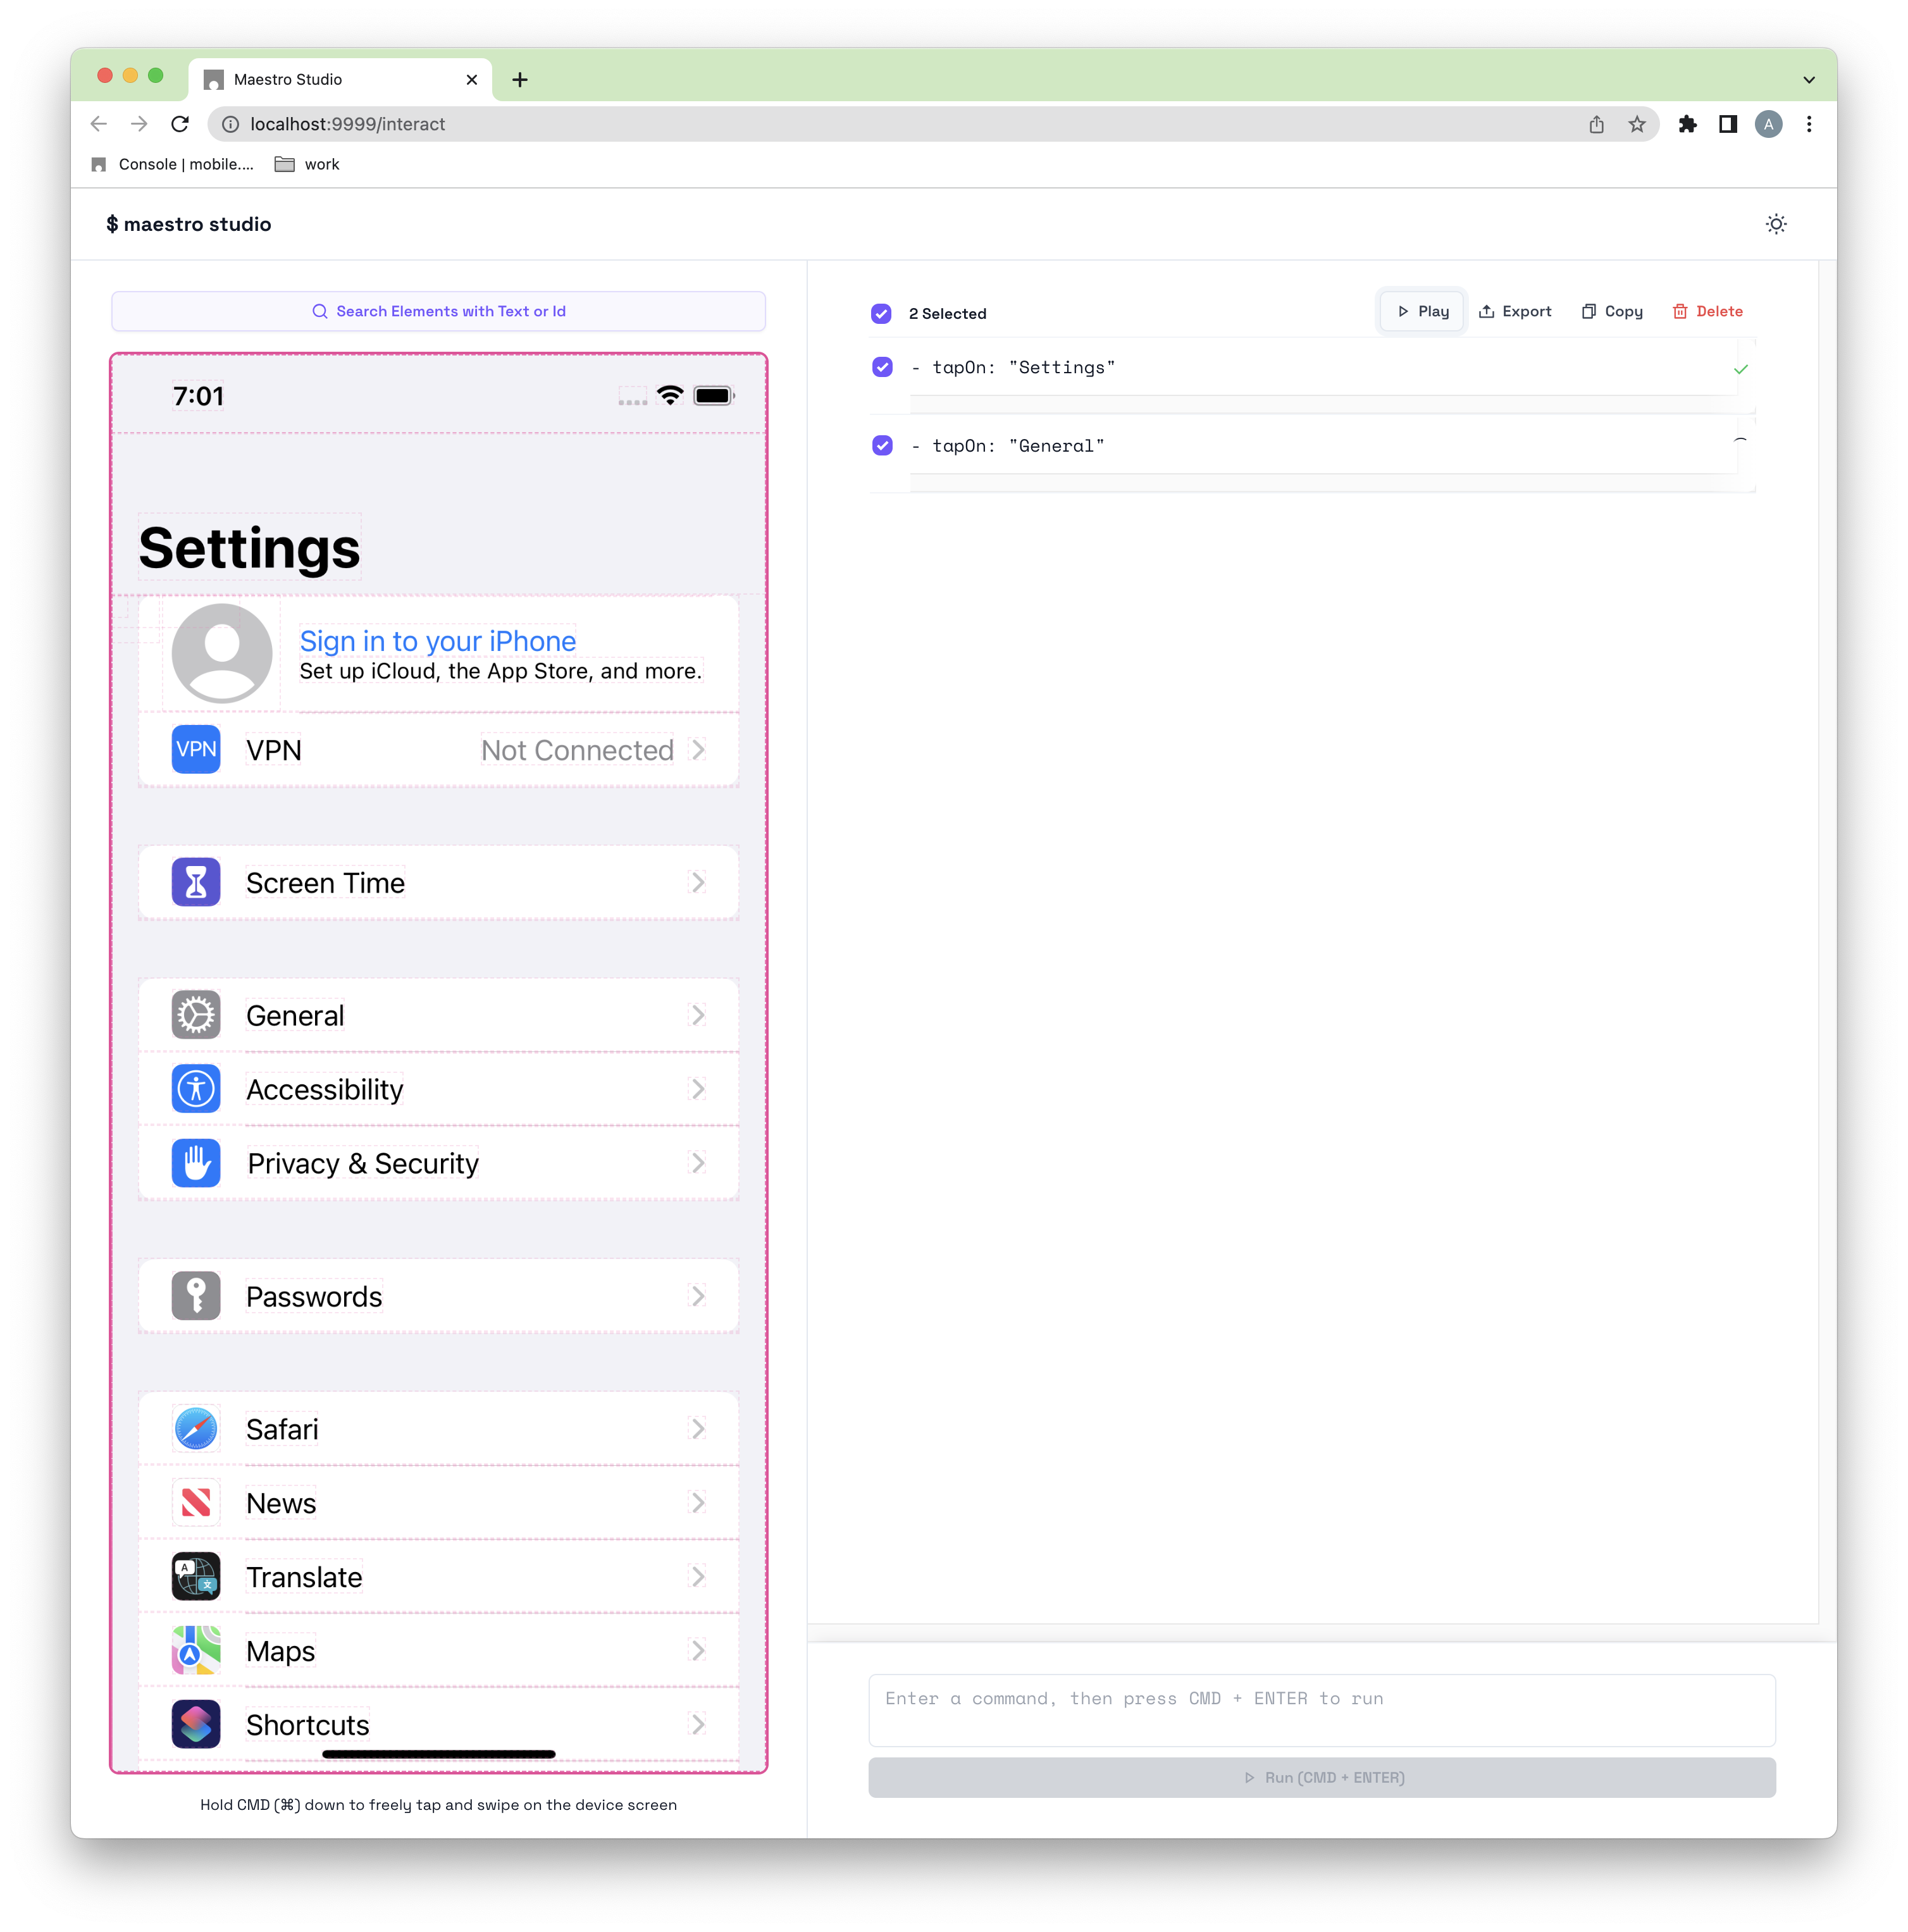 Maestro Studio
localhost:9999/interact
A
Console | mobile....
work
$ maestro studio
Search Elements with Text or Id
7:01
Settings
Sign in to your iPhone
Set up iCloud, the App Store, and more.
VPN
VPN
Not Connected
Screen Time
General
Accessibility
Privacy & Security
Passwords
Safari
News
A
文
Translate
Maps
Shortcuts
Hold CMD (⌘) down to freely tap and swipe on the device screen
2 Selected
Play
Export
Copy
Delete
- tapOn: "Settings"
- tapOn: "General"
Enter a command, then press CMD + ENTER to run
Run (CMD + ENTER)